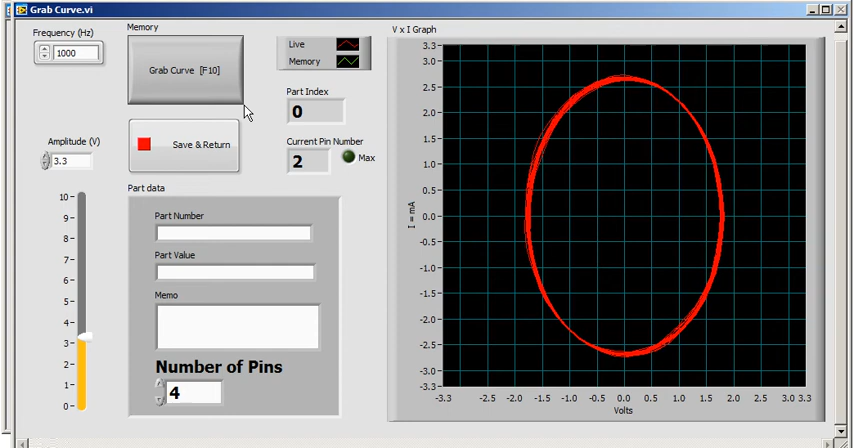 Grab Curve.vi
Frequency (Hz)
1000
Memory
Grab Curve [F10]
Save & Return
Live
Memory
Part Index
0
Current Pin Number
2
Max
Amplitude (V)
3.3
10
9
8
7
6
5
4
3
2
1
0
Part data
Part Number
Part Value
Memo
Number of Pins
4
V x I Graph
3.3
3.0
2.5
2.0
1.5
1.0
0.5
0.0
-0.5
-1.0
-1.5
-2.0
-2.5
-3.3
I = mA
-3.3 -2.5 -2.0 -1.5 -1.0 -0.5 0.0 0.5 1.0 1.5 2.0 2.5 3.0 3.3
Volts